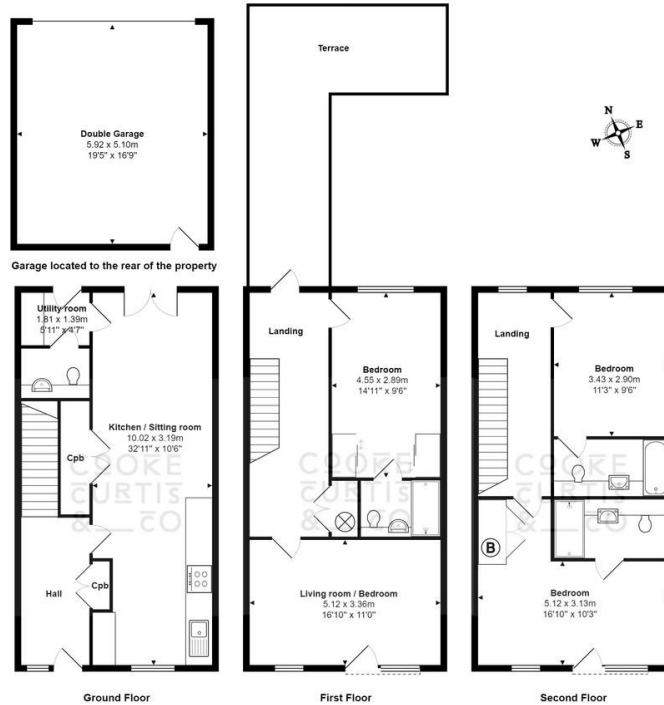 Terrace
Double Garage
5.92 x 5.10m
19'5" x 16'9"
N
E
W
S
Garage located to the rear of the property
Utility room
1.81 x 1.39m
5'11" x 4'7"
Kitchen / Sitting room
10.02 x 3.19m
32'11" x 10'6"
Cpb
COOKE
CURTIS
& CO
Hall
Cpb
Ground Floor
Landing
Bedroom
4.55 x 2.89m
14'11" x 9'6"
COOKE
CURTIS
& CO
Living room / Bedroom
5.12 x 3.36m
16'10" x 11'0"
First Floor
Landing
Bedroom
3.43 x 2.90m
11'3" x 9'6"
COOKE
CURTIS
& CO
B
Bedroom
5.12 x 3.13m
16'10" x 10'3"
Second Floor